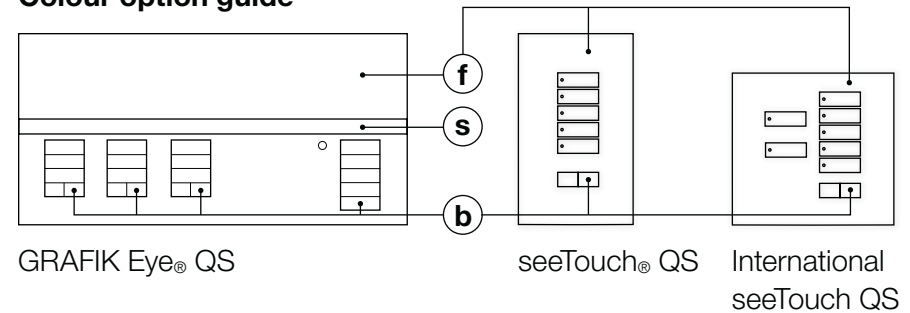 Colour option guide
f
s
b
GRAFIK Eye® QS
seeTouch® QS
International
seeTouch QS